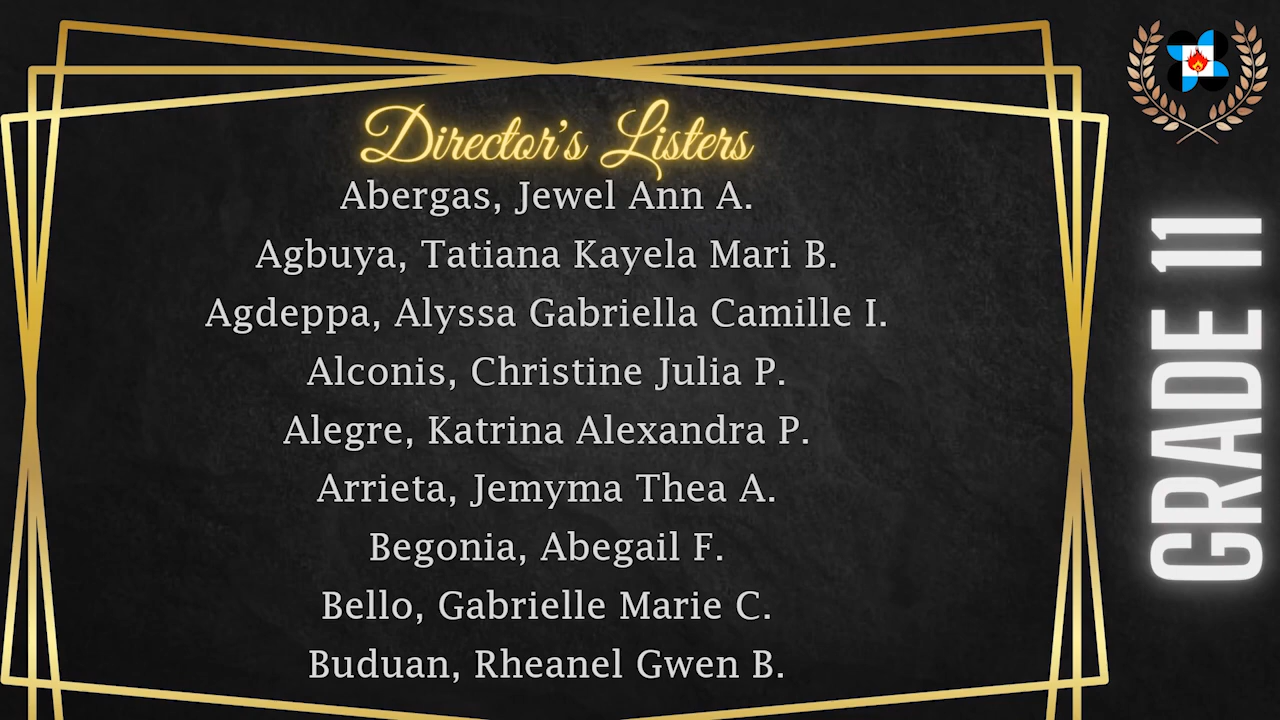 Director's Listers
Abergas, Jewel Ann A.
Agbuya, Tatiana Kayela Mari B.
Agdeppa, Alyssa Gabriella Camille I.
Alconis, Christine Julia P.
Alegre, Katrina Alexandra P.
Arrieta, Jemyma Thea A.
Begonia, Abegail F.
Bello, Gabrielle Marie C.
Buduan, Rheanel Gwen B.
GRADE 11